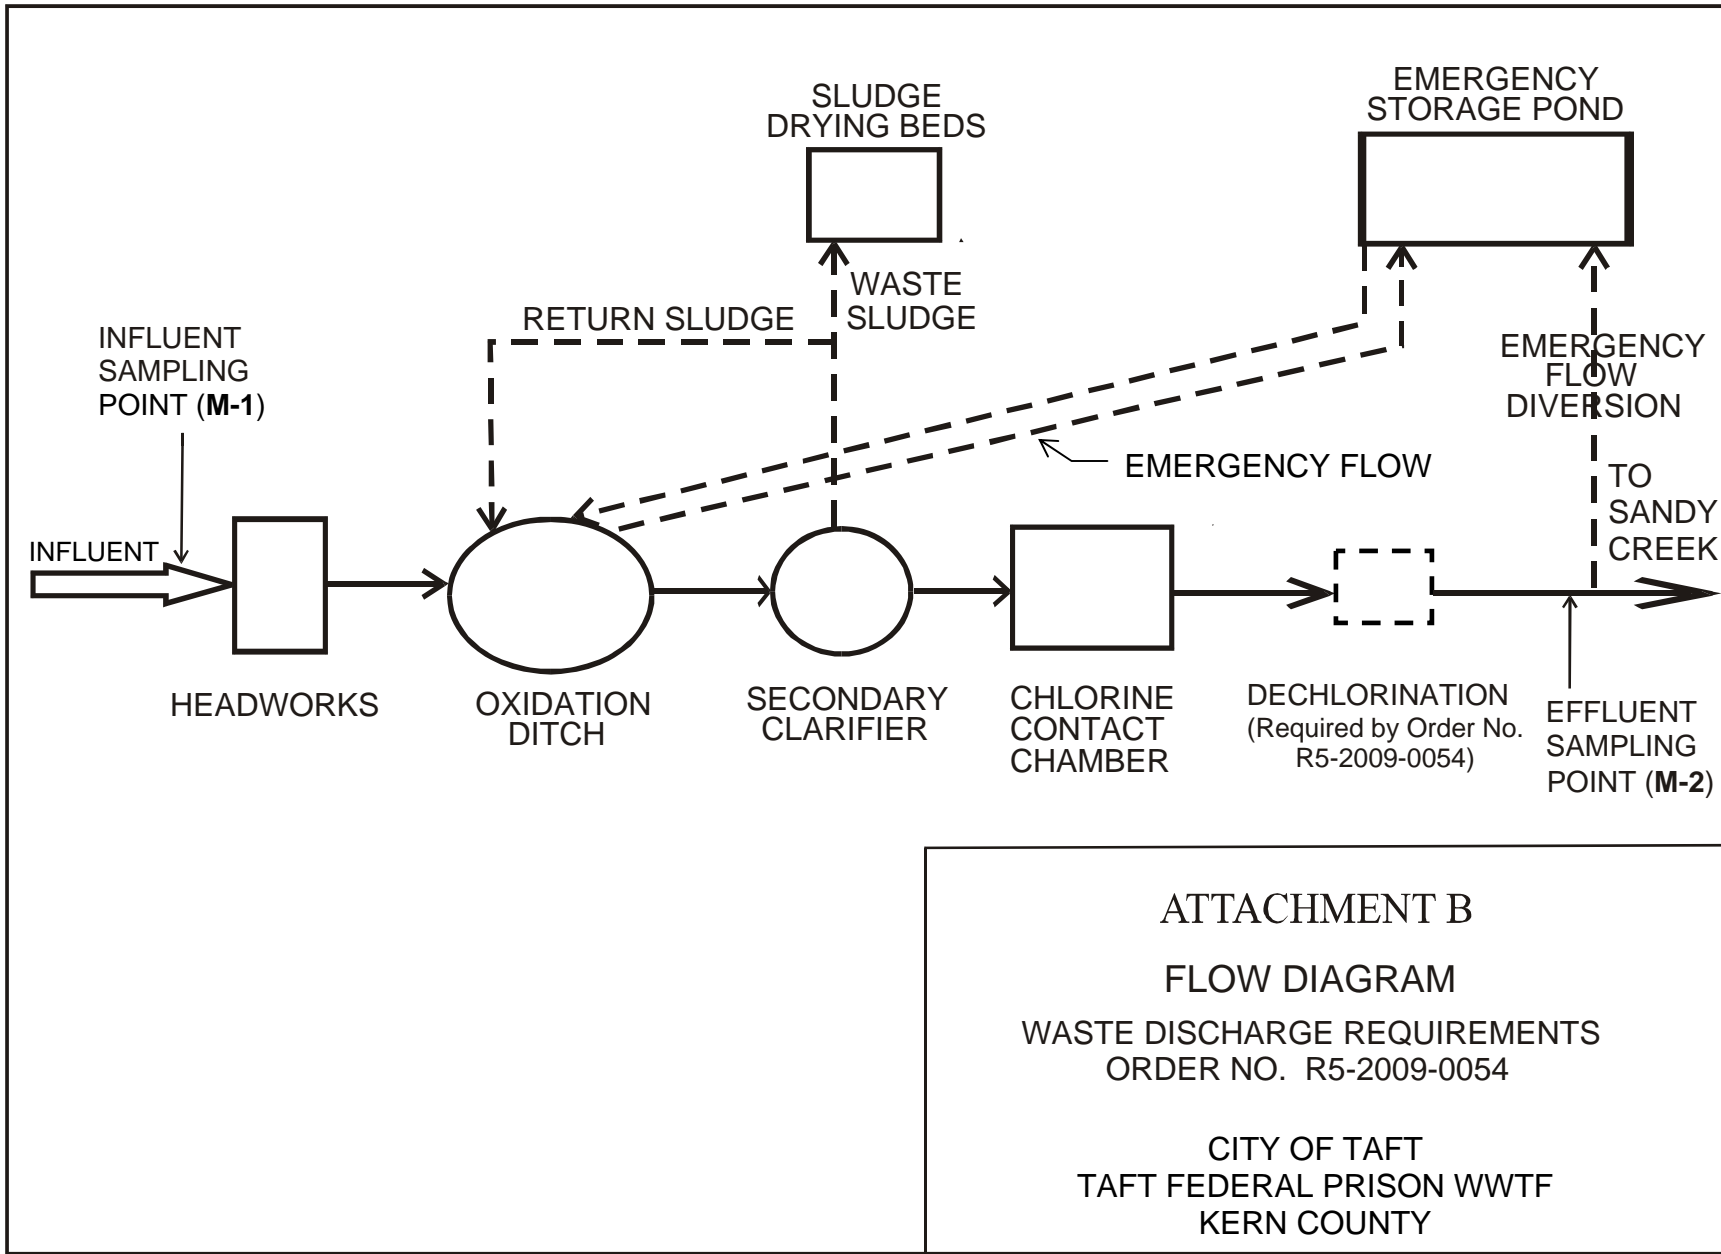 SLUDGE
DRYING BEDS
EMERGENCY
STORAGE POND
WASTE
SLUDGE
RETURN SLUDGE
INFLUENT
SAMPLING
POINT (M-1)
EMERGENCY
FLOW
DIVERSION
EMERGENCY FLOW
TO
SANDY
CREEK
INFLUENT
HEADWORKS
OXIDATION
DITCH
SECONDARY
CLARIFIER
CHLORINE
CONTACT
CHAMBER
DECHLORINATION
(Required by Order No.
R5-2009-0054)
EFFLUENT
SAMPLING
POINT (M-2)
ATTACHMENT B
FLOW DIAGRAM
WASTE DISCHARGE REQUIREMENTS
ORDER NO. R5-2009-0054
CITY OF TAFT
TAFT FEDERAL PRISON WWTF
KERN COUNTY